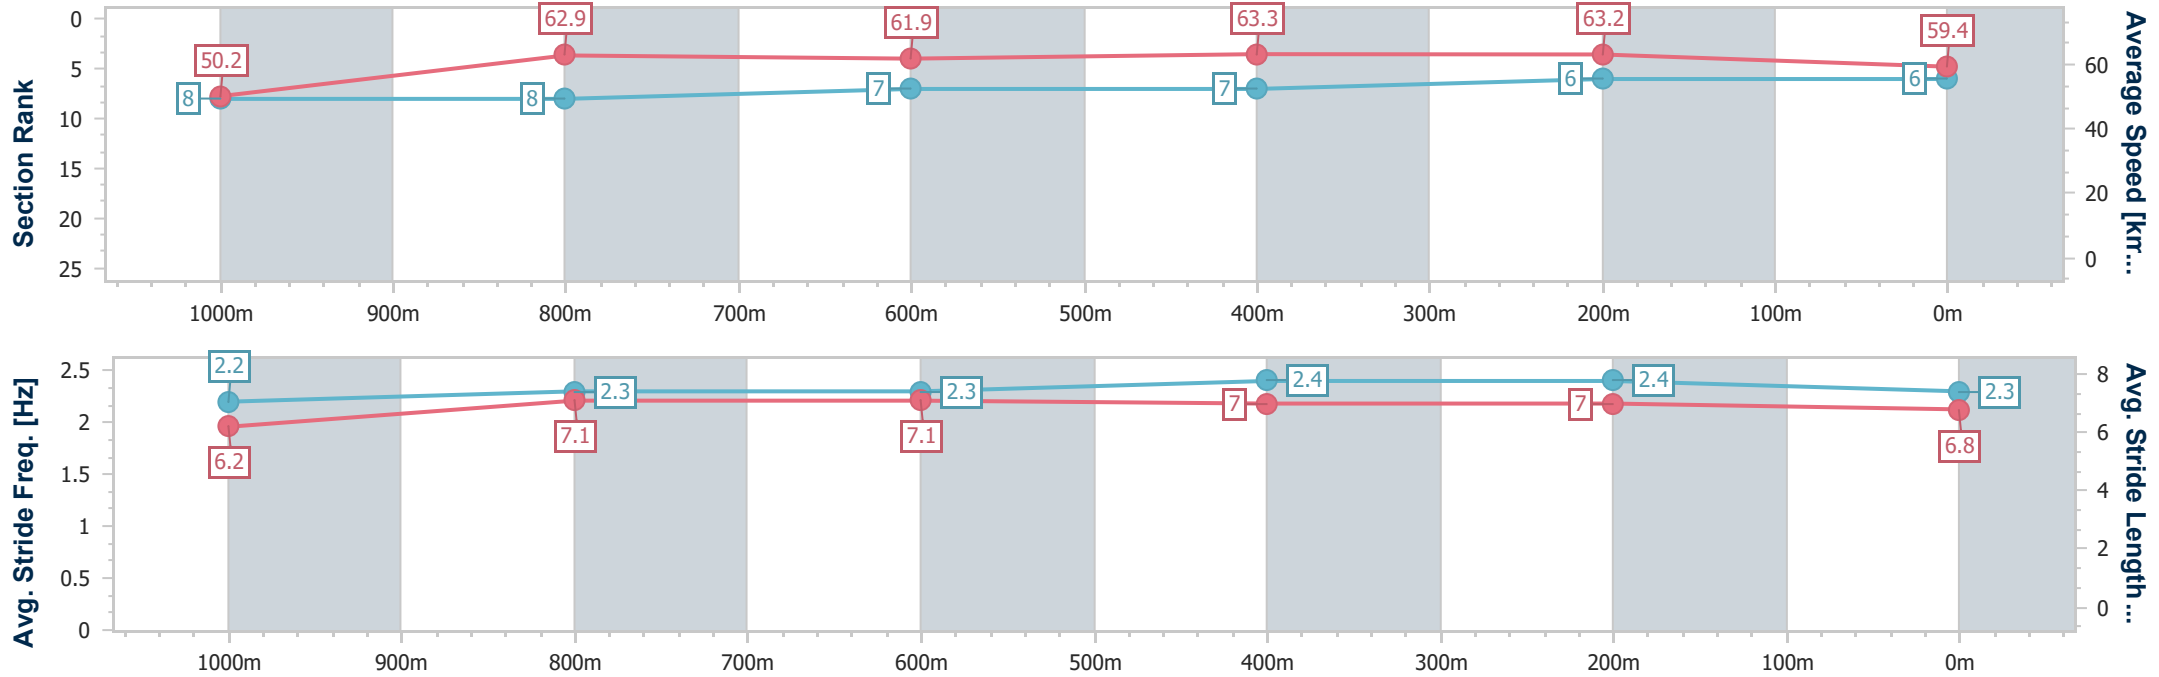 Section Rank
0
5
10
15
20
25
50.2
62.9
61.9
63.3
63.2
59.4
8
8
7
7
6
6
60
40
20
0
Average Speed [km...
1000m
900m
800m
700m
600m
500m
400m
300m
200m
100m
0m
Avg. Stride Freq. [Hz]
2.5
2
1.5
1
0.5
0
2.2
2.3
2.3
2.4
2.4
2.3
6.2
7.1
7.1
7
7
6.8
8
6
4
2
0
Avg. Stride Length ...
1000m
900m
800m
700m
600m
500m
400m
300m
200m
100m
0m